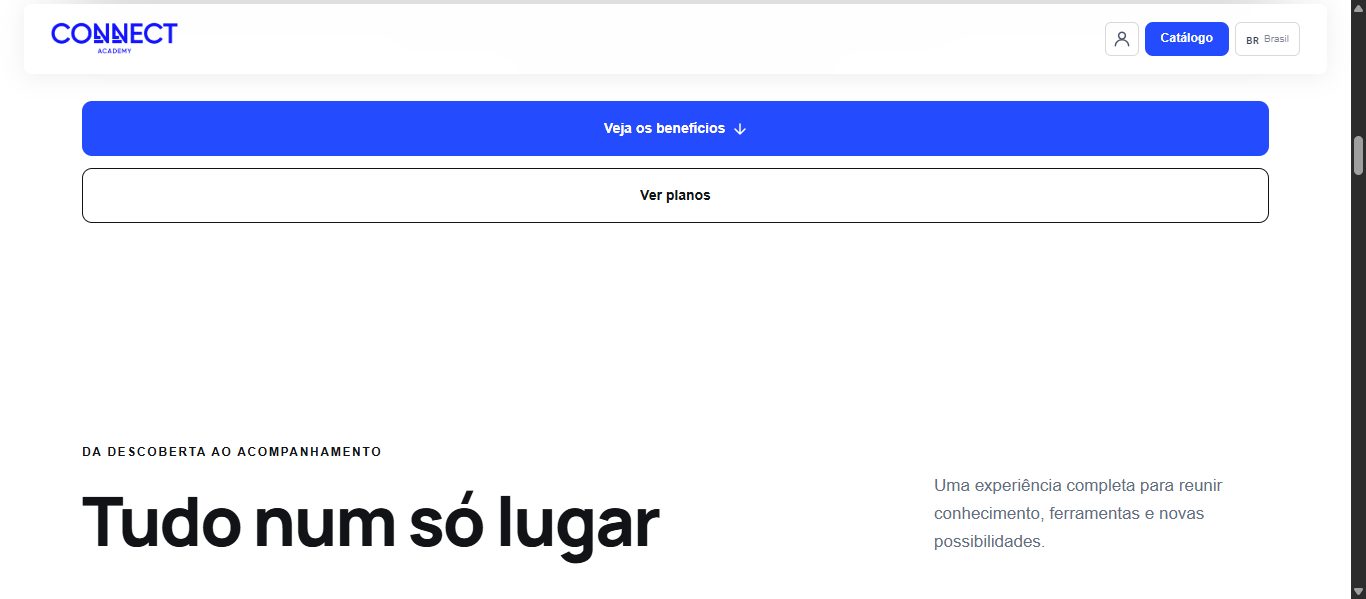 CONNECT
ACADEMY
Catálogo
BR Brasil
Veja os benefícios
Ver planos
DA DESCOBERTA AO ACOMPANHAMENTO
Tudo num só lugar
Uma experiência completa para reunir
conhecimento, ferramentas e novas
possibilidades.